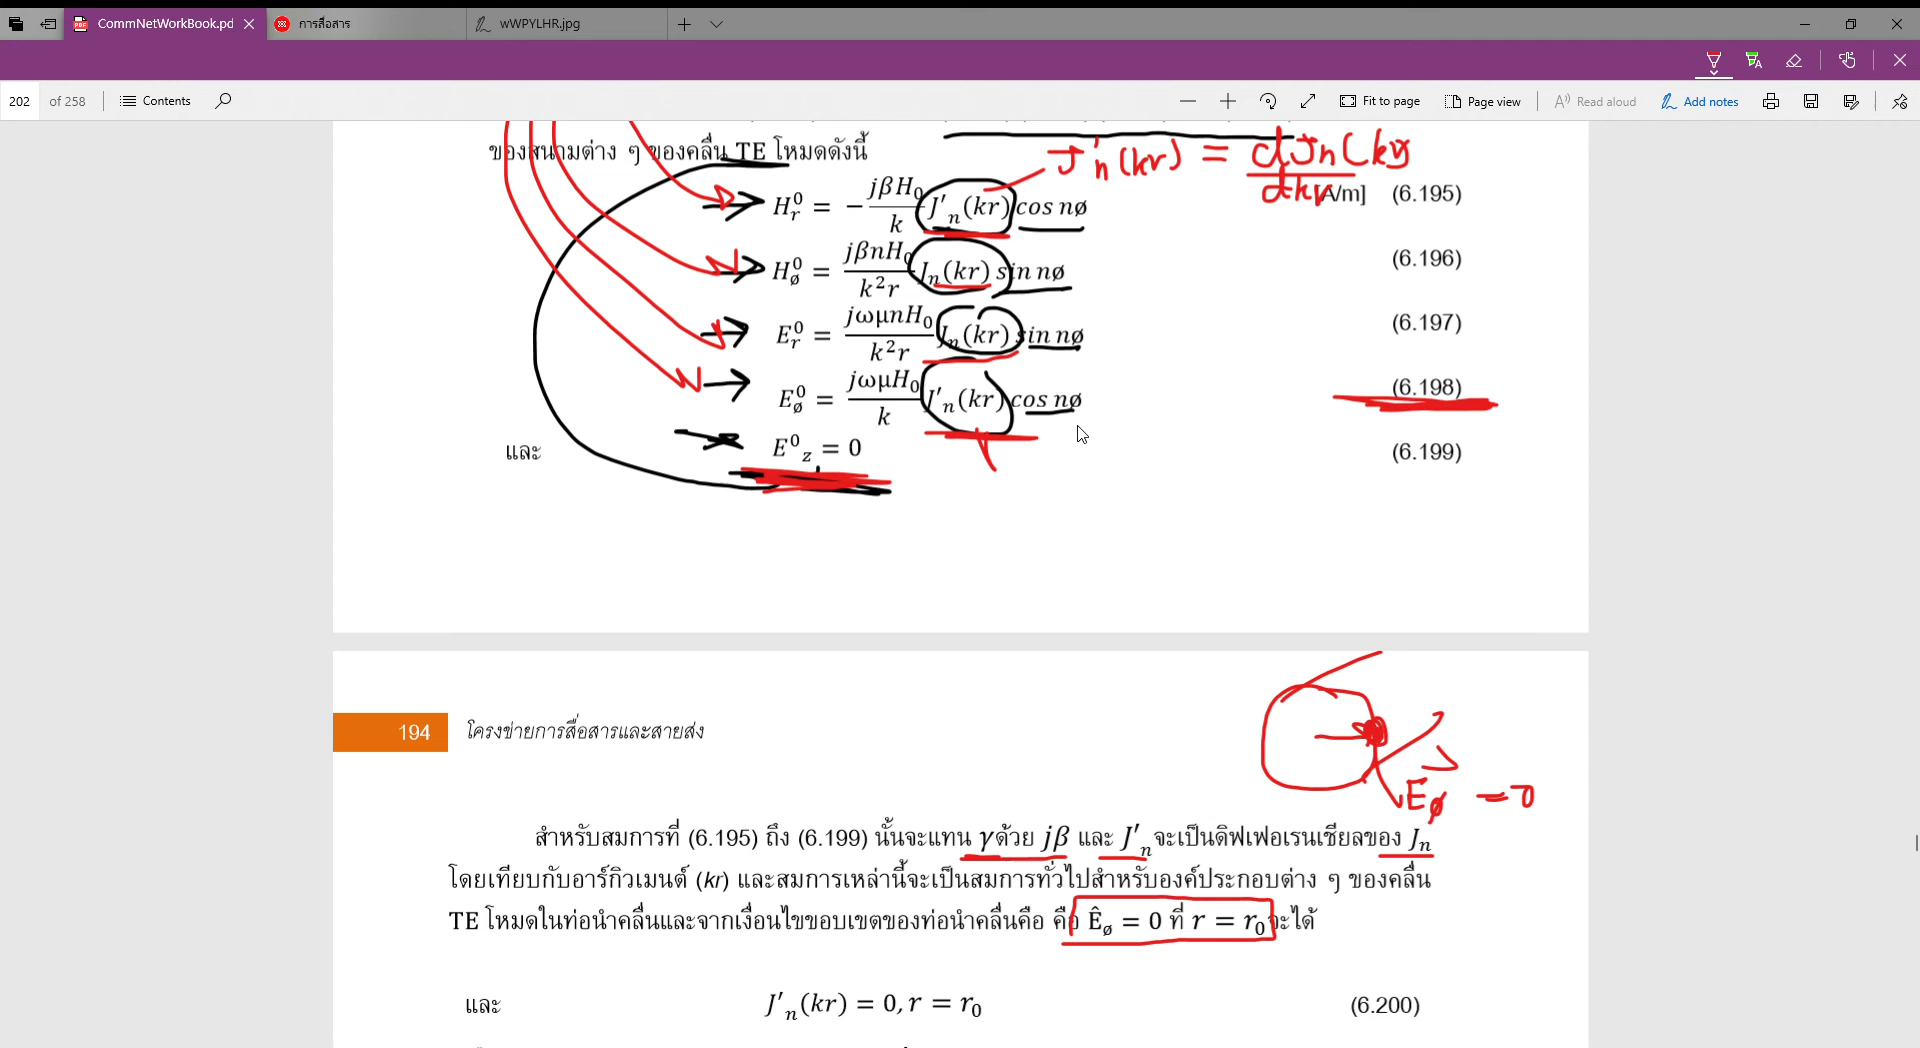 CommNetWorkBook.pd
การสื่อสาร
wWPYLHR.jpg
202 of 258 Contents Fit to page Page view Read aloud Add notes
ของสนามต่าง ๆ ของคลื่น TE โหมดดังนี้
J'n(kr) = dJn(kr) / dkr
H⁰_r = − (jβH₀ / k) J'_n(kr) cos nø [A/m] (6.195)
H⁰_ø = (jβnH₀ / k²r) J_n(kr) sin nø (6.196)
E⁰_r = (jωμnH₀ / k²r) J_n(kr) sin nø (6.197)
E⁰_ø = (jωμH₀ / k) J'_n(kr) cos nø (6.198)
และ E⁰_z = 0 (6.199)
194 โครงข่ายการสื่อสารและสายส่ง
Eø = 0
สำหรับสมการที่ (6.195) ถึง (6.199) นั้นจะแทน γด้วย jβ และ J'_n จะเป็นดิฟเฟอเรนเชียลของ J_n
โดยเทียบกับอาร์กิวเมนต์ (kr) และสมการเหล่านี้จะเป็นสมการทั่วไปสำหรับองค์ประกอบต่าง ๆ ของคลื่น
TE โหมดในท่อนำคลื่นและจากเงื่อนไขขอบเขตของท่อนำคลื่นคือ คือ Ê_ø = 0 ที่ r = r₀ จะได้
และ J'_n(kr) = 0, r = r₀ (6.200)